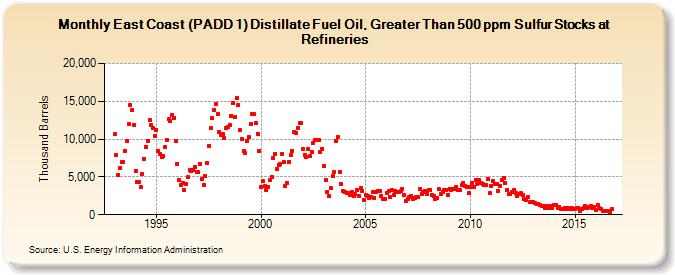 Monthly East Coast (PADD 1) Distillate Fuel Oil, Greater Than 500 ppm Sulfur Stocks at
Refineries
Thousand Barrels
20,000
15,000
10,000
5,000
0
1995
2000
2005
2010
2015
Source: U.S. Energy Information Administration